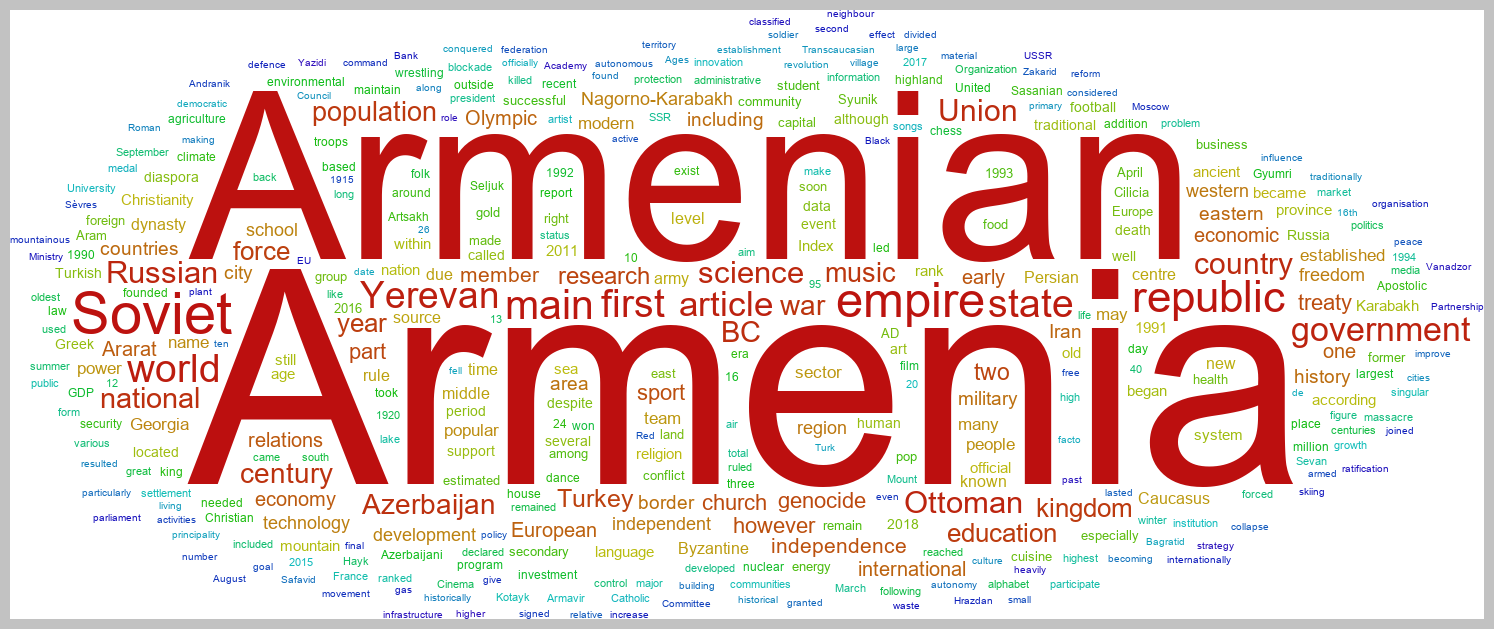 neighbour
classified second
soldier effect divided
conquered federation territory establishment Transcaucasian large material USSR
defence Yazidi command Bank blockade officially autonomous Ages innovation revolution village 2017 Organization Zakarid reform
Andranik environmental wrestling along outside killed Academy recent found protection administrative student information highland United Sasanian considered
democratic Council maintain president successful artist Nagorno-Karabakh community Syunik songs primary football Moscow
Roman agriculture population role Olympic modern SSR including capital although Union traditional addition problem
making troops active Black chess
September climate based folk 1992 exist make 1993 April business influence
medal diaspora back 1915 Seljuk report soon Cilicia ancient Gyumri traditionally
University Christianity long around gold data food Europe western became market
Armenian
Sèvres foreign dynasty school Artsakh made right level event death eastern province 16th organisation
Aram 26 called status politics
mountainous countries force within 2011 aim Index led well economic Russia peace
Ministry 1990 EU 10 country established 1994 Vanadzor
Turkish Russian city group date nation due member research army science 95 music rank early Persian centre freedom media Apostolic
oldest founded plant like Yerevan main first article war empire state life republic treaty Karabakh Partnership
law Soviet 2016 source 13 may
used year BC AD Iran 1991 government
Greek Ararat name ten part era art old day one former improve
summer power world still rule fell time sea east 16 sector film two free 40 new history largest cities
public GDP 12 age took middle area sport 20 military began health de singular
national despite high according
Armenia
form 1920 period 24 won team air region human many place figure massacre
security Georgia relations popular several Red land Turk people facto system million centuries joined
various located lake support among religion total pop official growth
resulted great king came south century estimated dance conflict ruled three Mount known past Sevan armed ratification
particularly settlement needed economy house Turkey border church genocide even Ottoman lasted Caucasus forced skiing
living Azerbaijan remained kingdom
parliament activities Christian technology European independent however remain 2018 education winter institution collapse
principality included mountain final development policy secondary language Byzantine independence reached especially Bagratid strategy
number goal 2015 Hayk Azerbaijani declared program developed nuclear energy international culture cuisine highest becoming internationally
August Safavid France ranked Cinema give investment control major communities March heavily alphabet participate
movement gas historically Kotayk Armavir Catholic building historical granted following autonomy Hrazdan small
infrastructure higher signed relative increase Committee waste